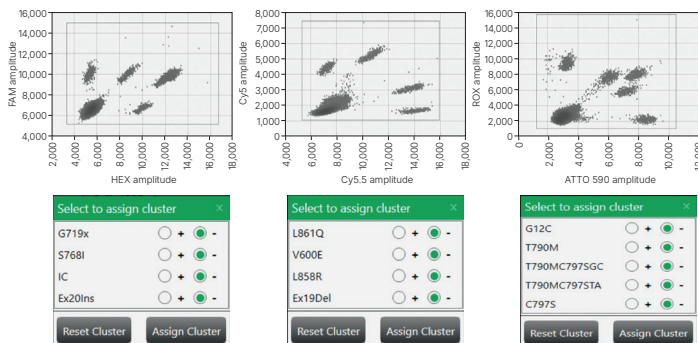 FAM amplitude
16,000
14,000
12,000
10,000
8,000
6,000
4,000
2,000
4,000
6,000
8,000
10,000
12,000
14,000
16,000
18,000
HEX amplitude
Cy5 amplitude
8,000
7,000
6,000
5,000
4,000
3,000
2,000
1,000
0
4,000
6,000
8,000
10,000
12,000
14,000
16,000
18,000
Cy5.5 amplitude
ROX amplitude
16,000
14,000
12,000
10,000
8,000
6,000
4,000
2,000
0
0
2,000
4,000
6,000
8,000
10,000
12,000
ATTO 590 amplitude
Select to assign cluster ×
G719x + -
S768I + -
IC + -
Ex20Ins + -
Reset Cluster Assign Cluster
Select to assign cluster ×
L861Q + -
V600E + -
L858R + -
Ex19Del + -
Reset Cluster Assign Cluster
Select to assign cluster ×
G12C + -
T790M + -
T790MC797SGC + -
T790MC797STA + -
C797S + -
Reset Cluster Assign Cluster